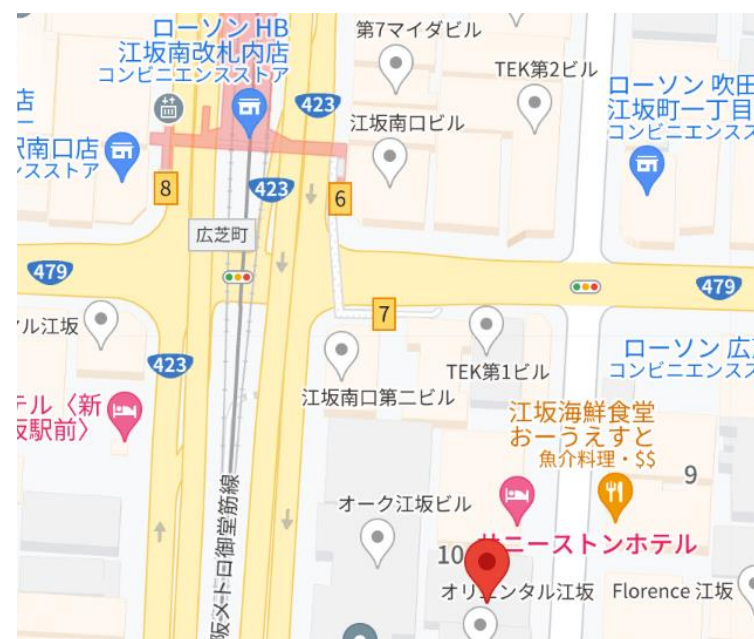 ローソン HB
江坂南改札内店
コンビニエンスストア
第7マイダビル
TEK第2ビル
423
江坂南口ビル
ローソン 吹田
江坂町一丁目
コンビニエンスス
店
沢南口店
ンスストア
8
423
6
広芝町
479
479
7
ル江坂
423
江坂南口第二ビル
TEK第1ビル
ローソン 広
コンビニエンスス
テル〈新
阪駅前〉
江坂海鮮食堂
おーうえすと
魚介料理・$$
9
阪メトロ御堂筋線
オーク江坂ビル
サニーストンホテル
10
オリエンタル江坂
Florence 江坂